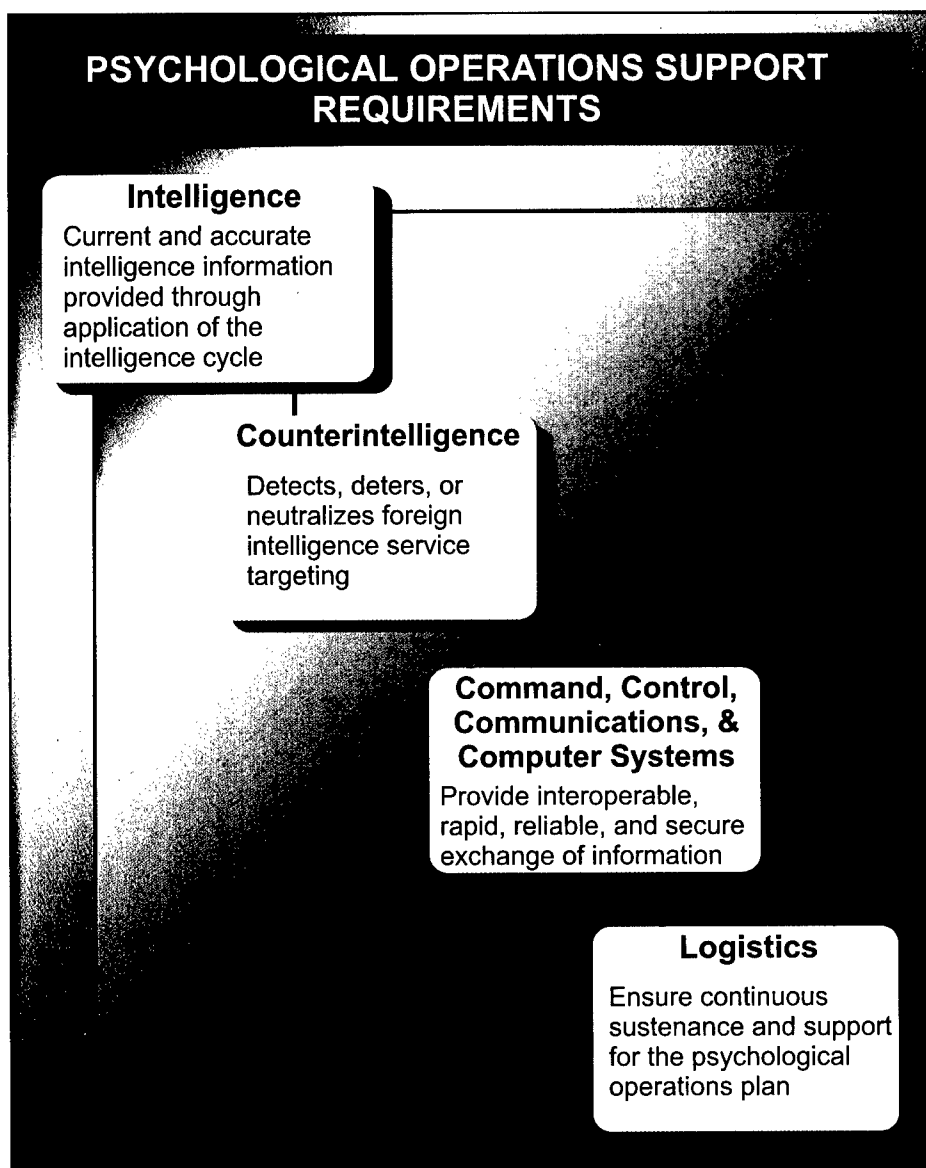 PSYCHOLOGICAL OPERATIONS SUPPORT
REQUIREMENTS
Intelligence
Current and accurate
intelligence information
provided through
application of the
intelligence cycle
Counterintelligence
Detects, deters, or
neutralizes foreign
intelligence service
targeting
Command, Control,
Communications, &
Computer Systems
Provide interoperable,
rapid, reliable, and secure
exchange of information
Logistics
Ensure continuous
sustenance and support
for the psychological
operations plan